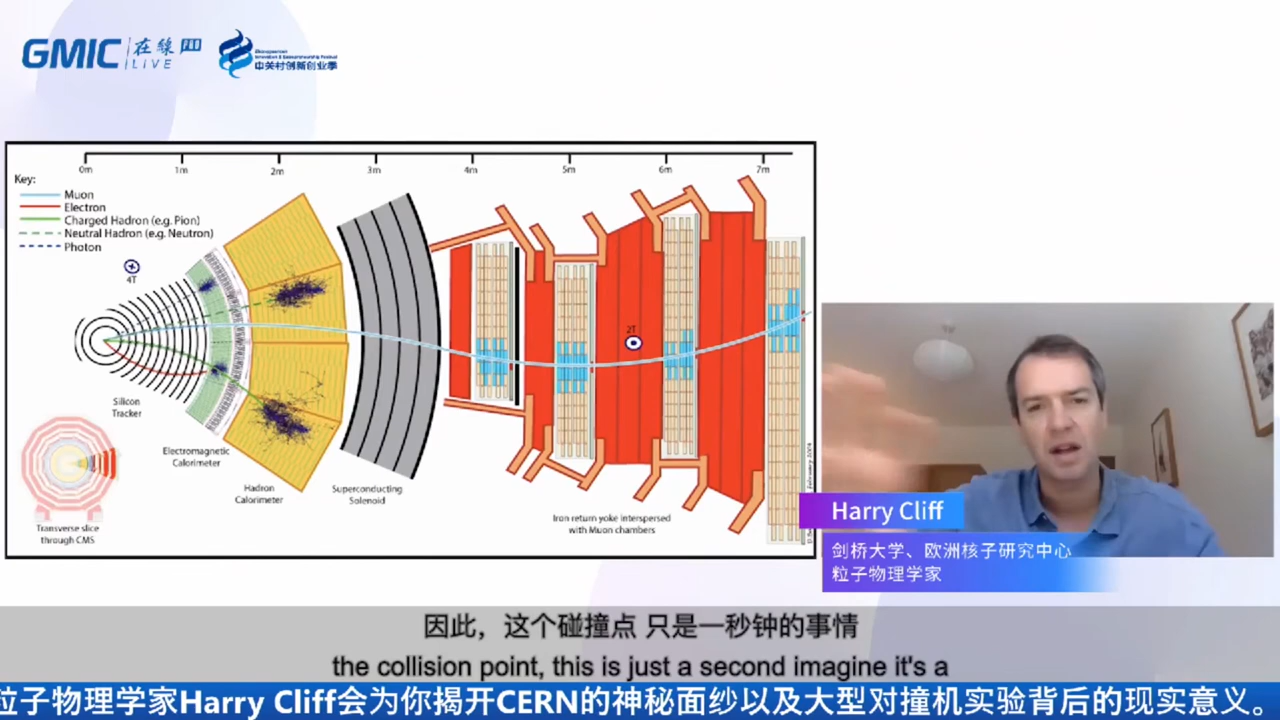 GMIC 在線 PRO
LIVE
Zhongguancun
Innovation & Entrepreneurship Festival
中关村创新创业季
0m 1m 2m 3m 4m 5m 6m 7m
Key:
Muon
Electron
Charged Hadron (e.g. Pion)
Neutral Hadron (e.g. Neutron)
Photon
4T
2T
Silicon
Tracker
Electromagnetic
Calorimeter
Hadron
Calorimeter
Superconducting
Solenoid
Iron return yoke interspersed
with Muon chambers
Transverse slice
through CMS
Harry Cliff
剑桥大学、欧洲核子研究中心
粒子物理学家
因此，这个碰撞点 只是一秒钟的事情
the collision point, this is just a second imagine it's a
粒子物理学家Harry Cliff会为你揭开CERN的神秘面纱以及大型对撞机实验背后的现实意义。